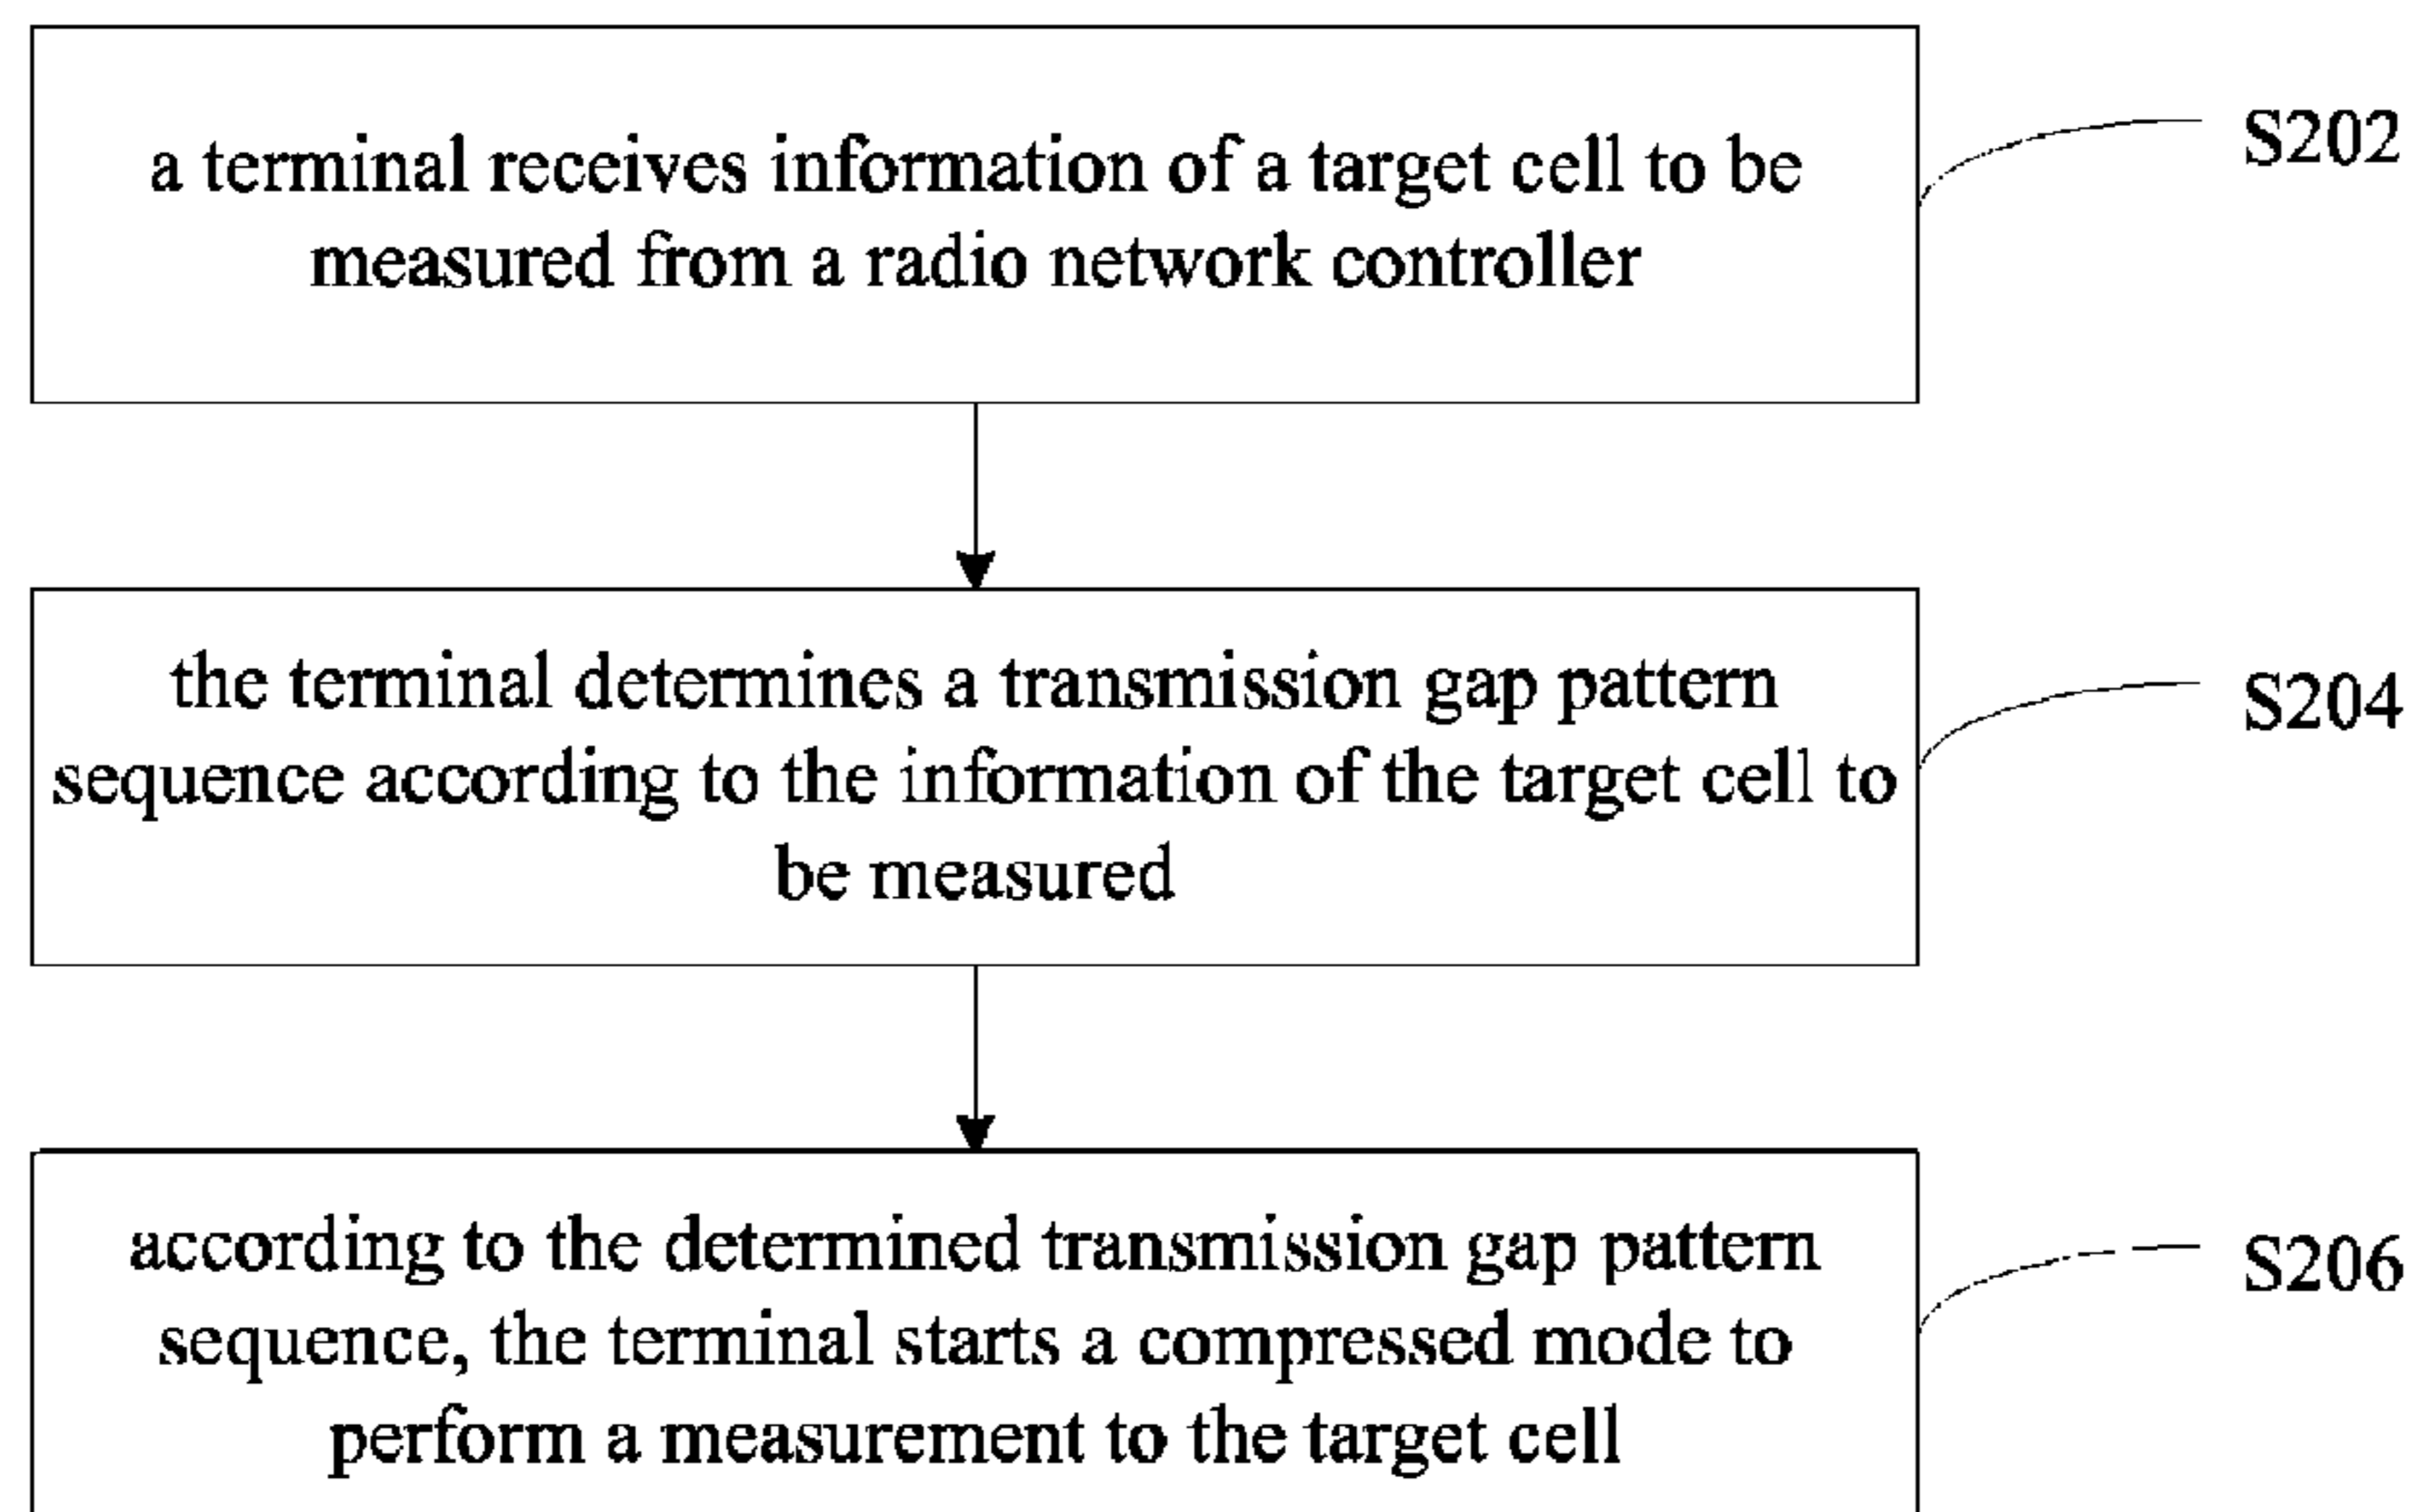 a terminal receives information of a target cell to be
measured from a radio network controller
S202
the terminal determines a transmission gap pattern
sequence according to the information of the target cell to
be measured
S204
according to the determined transmission gap pattern
sequence, the terminal starts a compressed mode to
perform a measurement to the target cell
S206